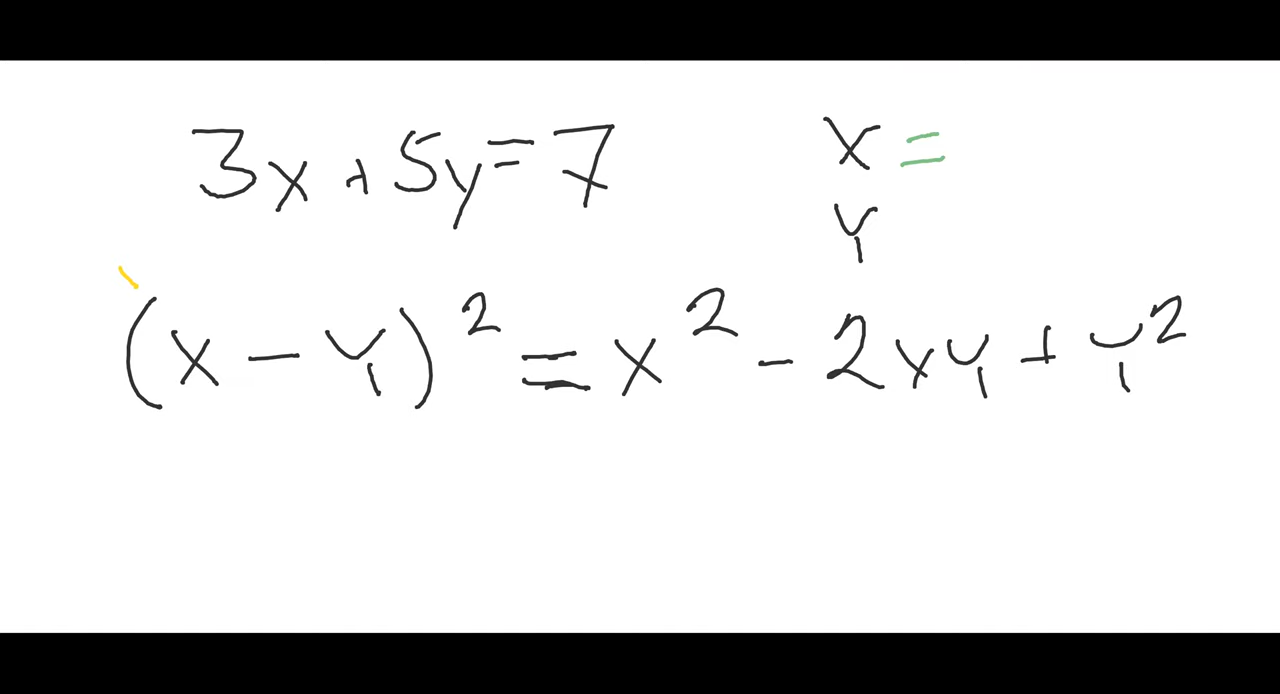 3x + 5y = 7
x =
y
(x - y)² = x² - 2xy + y²